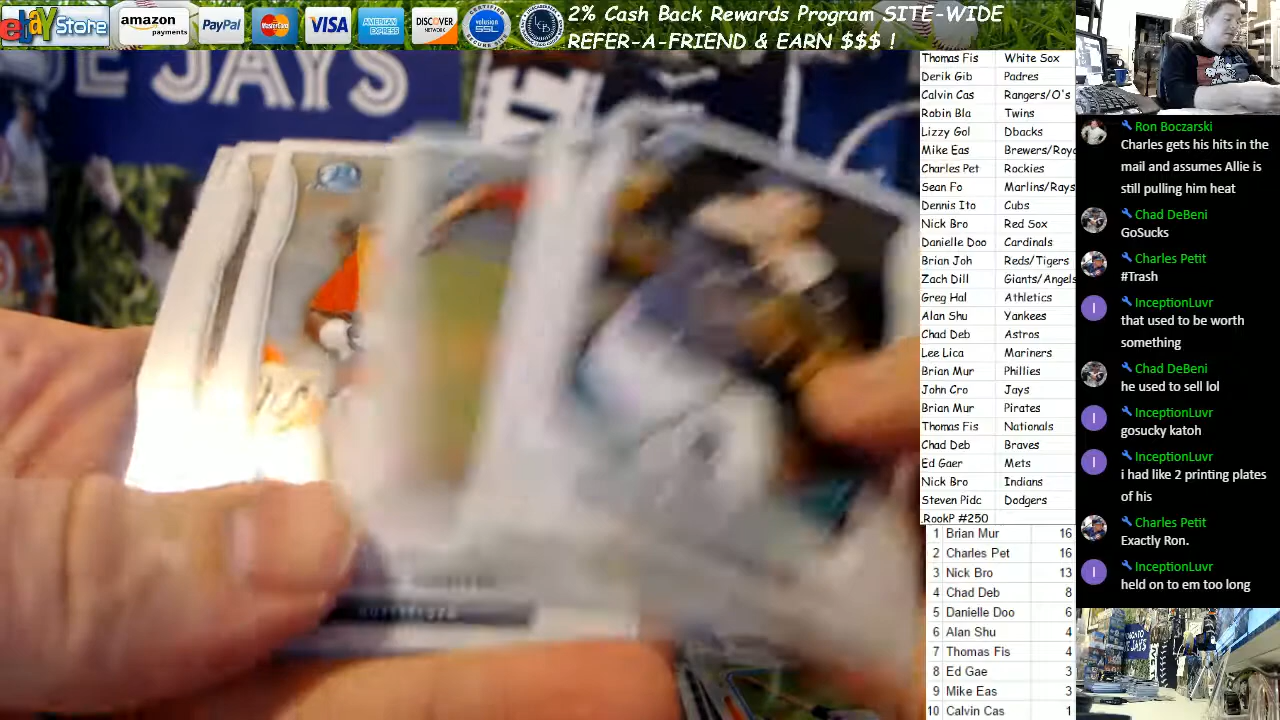 ebay Store
amazon
payments
PayPal
MasterCard
VISA
AMERICAN
EXPRESS
DISCOVER
NETWORK
CERTIFIED
volusion
SSL
SECURE SSL
2% Cash Back Rewards Program SITE-WIDE
REFER-A-FRIEND & EARN $$$ !
E JAYS
Thomas Fis White Sox
Derik Gib Padres
Calvin Cas Rangers/O's
Robin Bla Twins
Lizzy Gol Dbacks
Mike Eas Brewers/Roya
Charles Pet Rockies
Sean Fo Marlins/Rays
Dennis Ito Cubs
Nick Bro Red Sox
Danielle Doo Cardinals
Brian Joh Reds/Tigers
Zach Dill Giants/Angels
Greg Hal Athletics
Alan Shu Yankees
Chad Deb Astros
Lee Lica Mariners
Brian Mur Phillies
John Cro Jays
Brian Mur Pirates
Thomas Fis Nationals
Chad Deb Braves
Ed Gaer Mets
Nick Bro Indians
Steven Pidc Dodgers
.RookP #250
1 Brian Mur 16
2 Charles Pet 16
3 Nick Bro 13
4 Chad Deb 8
5 Danielle Doo 6
6 Alan Shu 4
7 Thomas Fis 4
8 Ed Gae 3
9 Mike Eas 3
10 Calvin Cas 1
Ron Boczarski
Charles gets his hits in the
mail and assumes Allie is
still pulling him heat
Chad DeBeni
GoSucks
Charles Petit
#Trash
I InceptionLuvr
that used to be worth
something
Chad DeBeni
he used to sell lol
I InceptionLuvr
gosucky katoh
I InceptionLuvr
i had like 2 printing plates
of his
Charles Petit
Exactly Ron.
I InceptionLuvr
held on to em too long